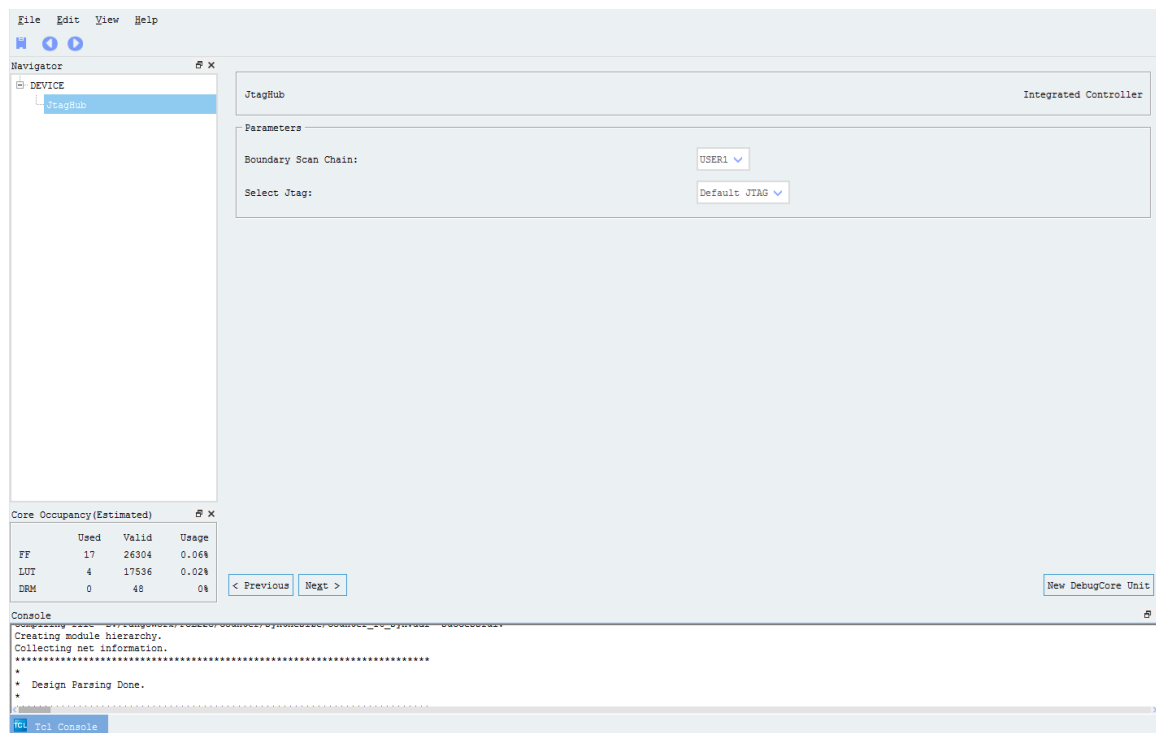 File Edit View Help
Navigator
DEVICE
JtagHub
JtagHub Integrated Controller
Parameters
Boundary Scan Chain: USER1
Select Jtag: Default JTAG
Core Occupancy(Estimated)
Used Valid Usage
FF 17 26304 0.06%
LUT 4 17536 0.02%
DRM 0 48 0%
< Previous Next > New DebugCore Unit
Console
Creating module hierarchy.
Collecting net information.
*************************************************************************
*
* Design Parsing Done.
*
TCL Tcl Console